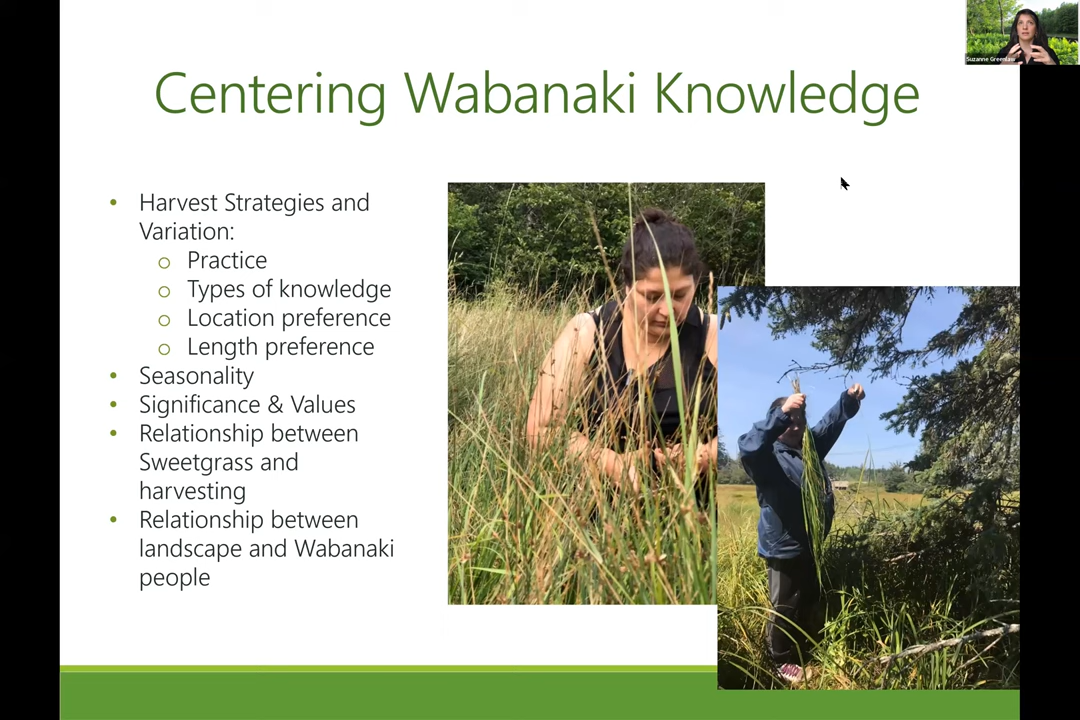 Centering Wabanaki Knowledge
• Harvest Strategies and
Variation:
o Practice
o Types of knowledge
o Location preference
o Length preference
• Seasonality
• Significance & Values
• Relationship between
Sweetgrass and
harvesting
• Relationship between
landscape and Wabanaki
people
Suzanne Greenlaw